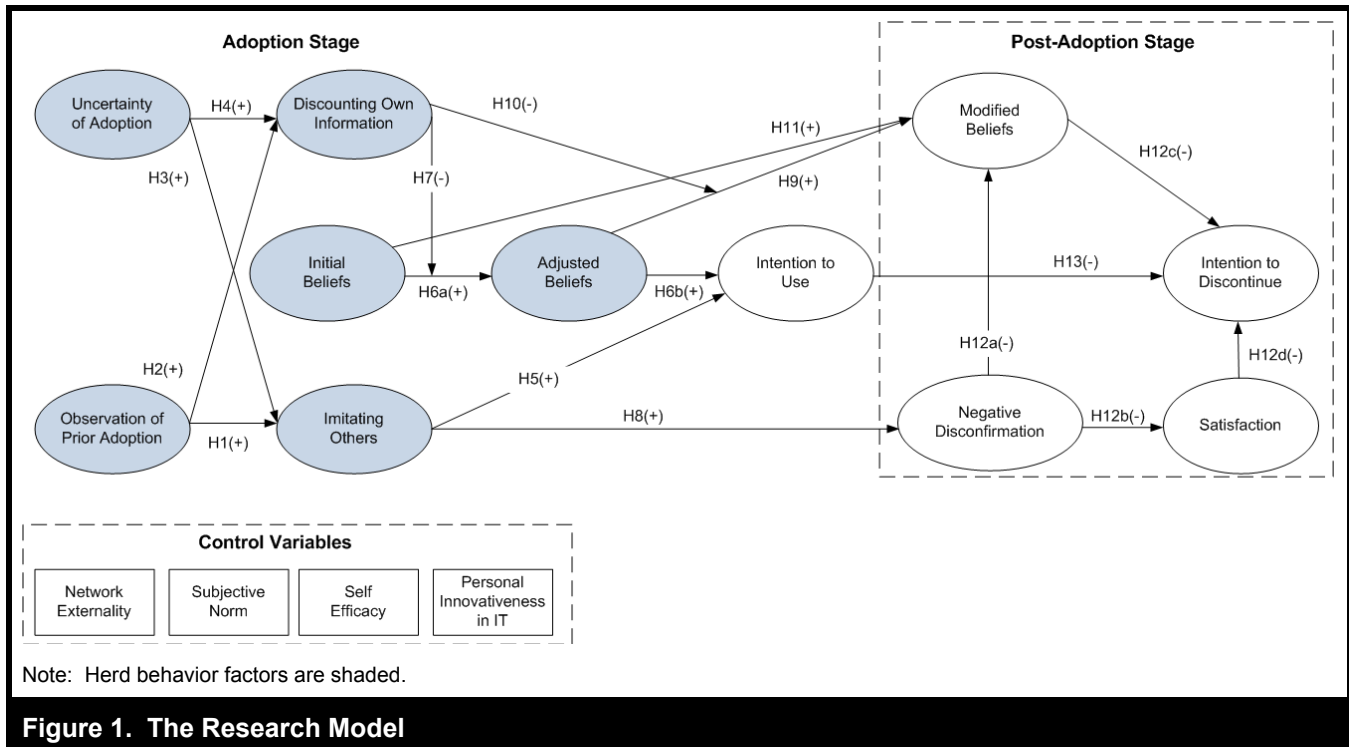 Adoption Stage
Post-Adoption Stage
Uncertainty
of Adoption
H4(+)
Discounting Own
Information
H10(-)
Modified
Beliefs
H11(+)
H12c(-)
H3(+)
H7(-)
H9(+)
Initial
Beliefs
H6a(+)
Adjusted
Beliefs
H6b(+)
Intention to
Use
H13(-)
Intention to
Discontinue
H2(+)
H5(+)
H12a(-)
H12d(-)
Observation of
Prior Adoption
H1(+)
Imitating
Others
H8(+)
Negative
Disconfirmation
H12b(-)
Satisfaction
Control Variables
Network
Externality
Subjective
Norm
Self
Efficacy
Personal
Innovativeness
in IT
Note: Herd behavior factors are shaded.
Figure 1. The Research Model